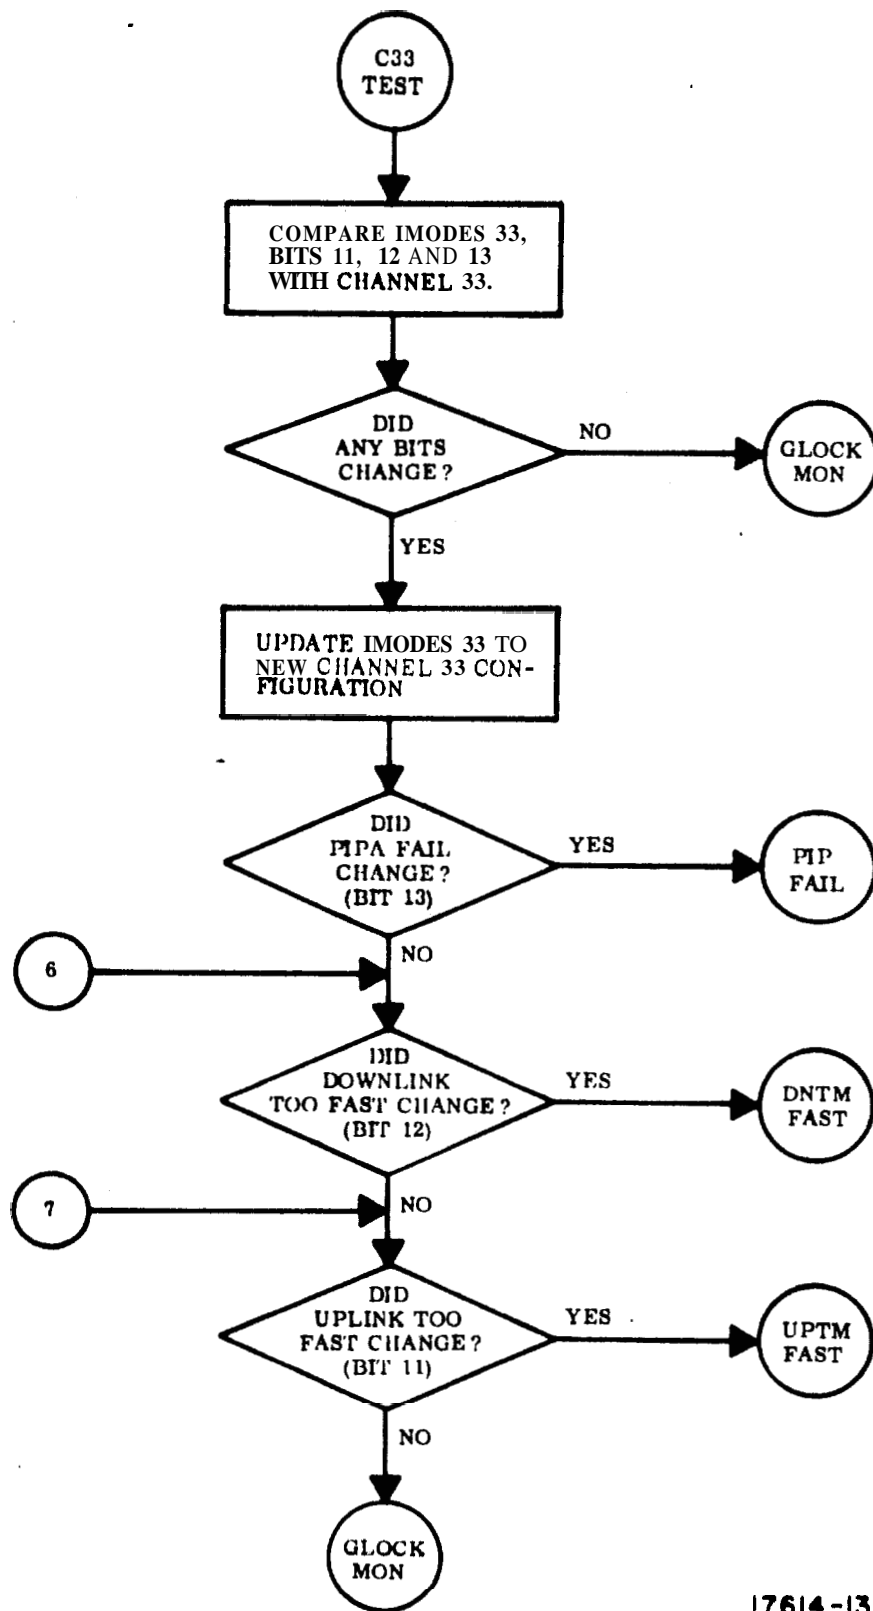 C33
TEST
COMPARE IMODES 33,
BITS 11, 12 AND 13
WITH CHANNEL 33.
DID
ANY BITS
CHANGE?
NO
GLOCK
MON
YES
UPDATE IMODES 33 TO
NEW CHANNEL 33 CON-
FIGURATION
DID
PIPA FAIL
CHANGE?
(BIT 13)
YES
PIP
FAIL
NO
6
DID
DOWNLINK
TOO FAST CHANGE?
(BIT 12)
YES
DNTM
FAST
NO
7
DID
UPLINK TOO
FAST CHANGE?
(BIT 11)
YES
UPTM
FAST
NO
GLOCK
MON
17614-13